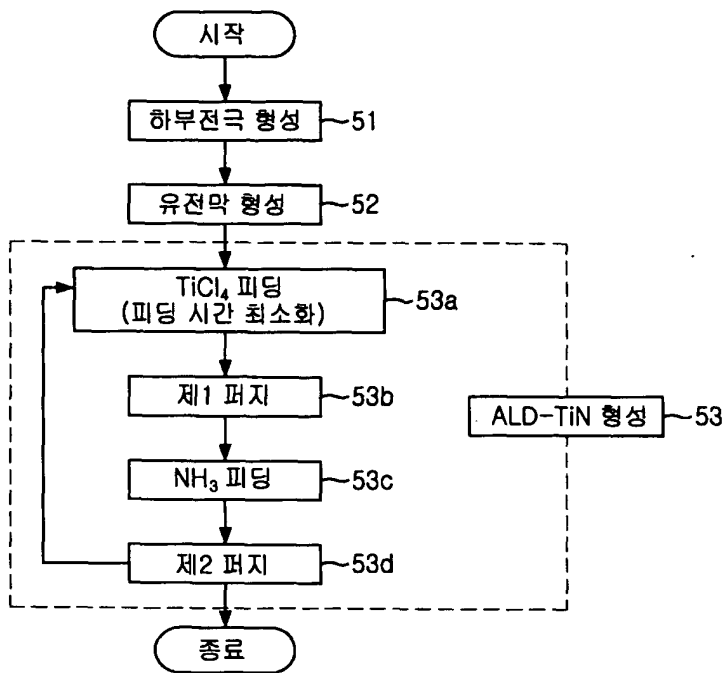 시작
하부전극 형성 51
유전막 형성 52
TiCl₄ 피딩
(피딩 시간 최소화) 53a
제1 퍼지 53b
ALD-TiN 형성 53
NH₃ 피딩 53c
제2 퍼지 53d
종료